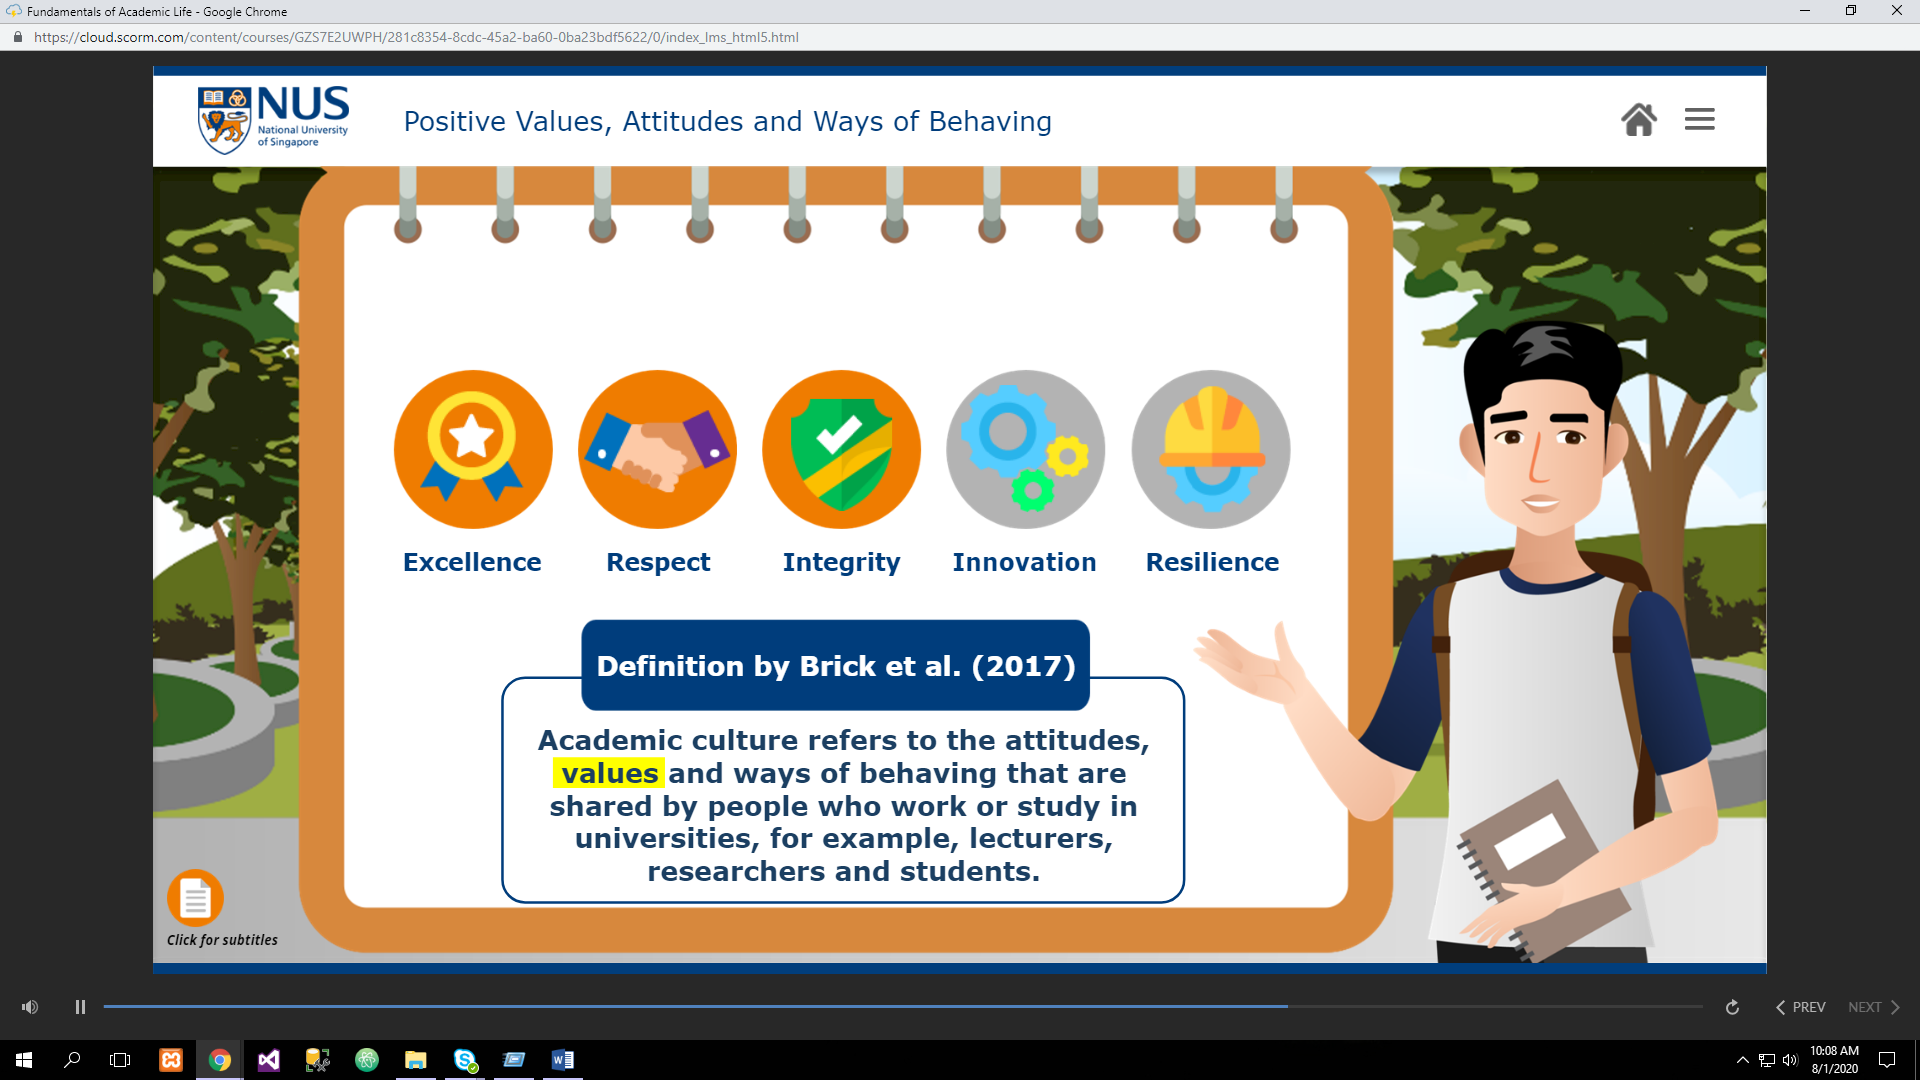 Fundamentals of Academic Life - Google Chrome
https://cloud.scorm.com/content/courses/GZS7E2UWPH/281c8354-8cdc-45a2-ba60-0ba23bdf5622/0/index_lms_html5.html
NUS
National University
of Singapore
Positive Values, Attitudes and Ways of Behaving
Excellence
Respect
Integrity
Innovation
Resilience
Definition by Brick et al. (2017)
Academic culture refers to the attitudes,
values and ways of behaving that are
shared by people who work or study in
universities, for example, lecturers,
researchers and students.
Click for subtitles
PREV
NEXT
10:08 AM
8/1/2020